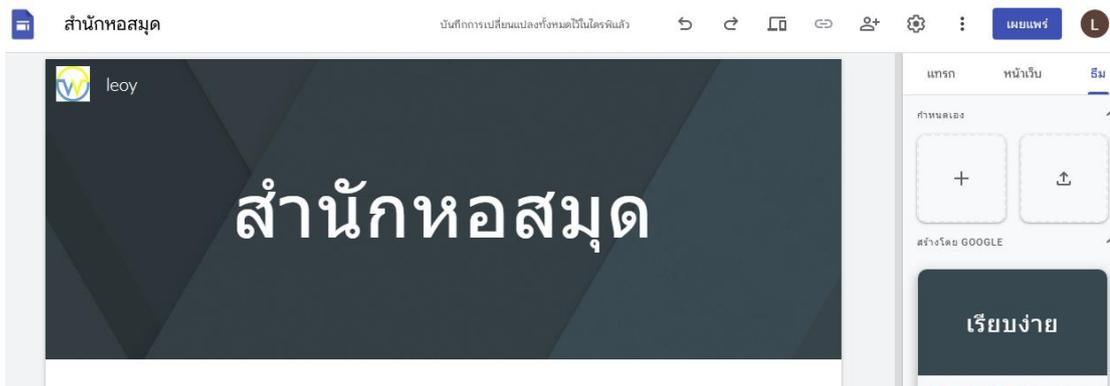 สำนักหอสมุด
บันทึกการเปลี่ยนแปลงทั้งหมดไว้ในไดรฟ์แล้ว
เผยแพร่
L
leoy
สำนักหอสมุด
แทรก
หน้าเว็บ
ธีม
กำหนดเอง
สร้างโดย GOOGLE
เรียบง่าย